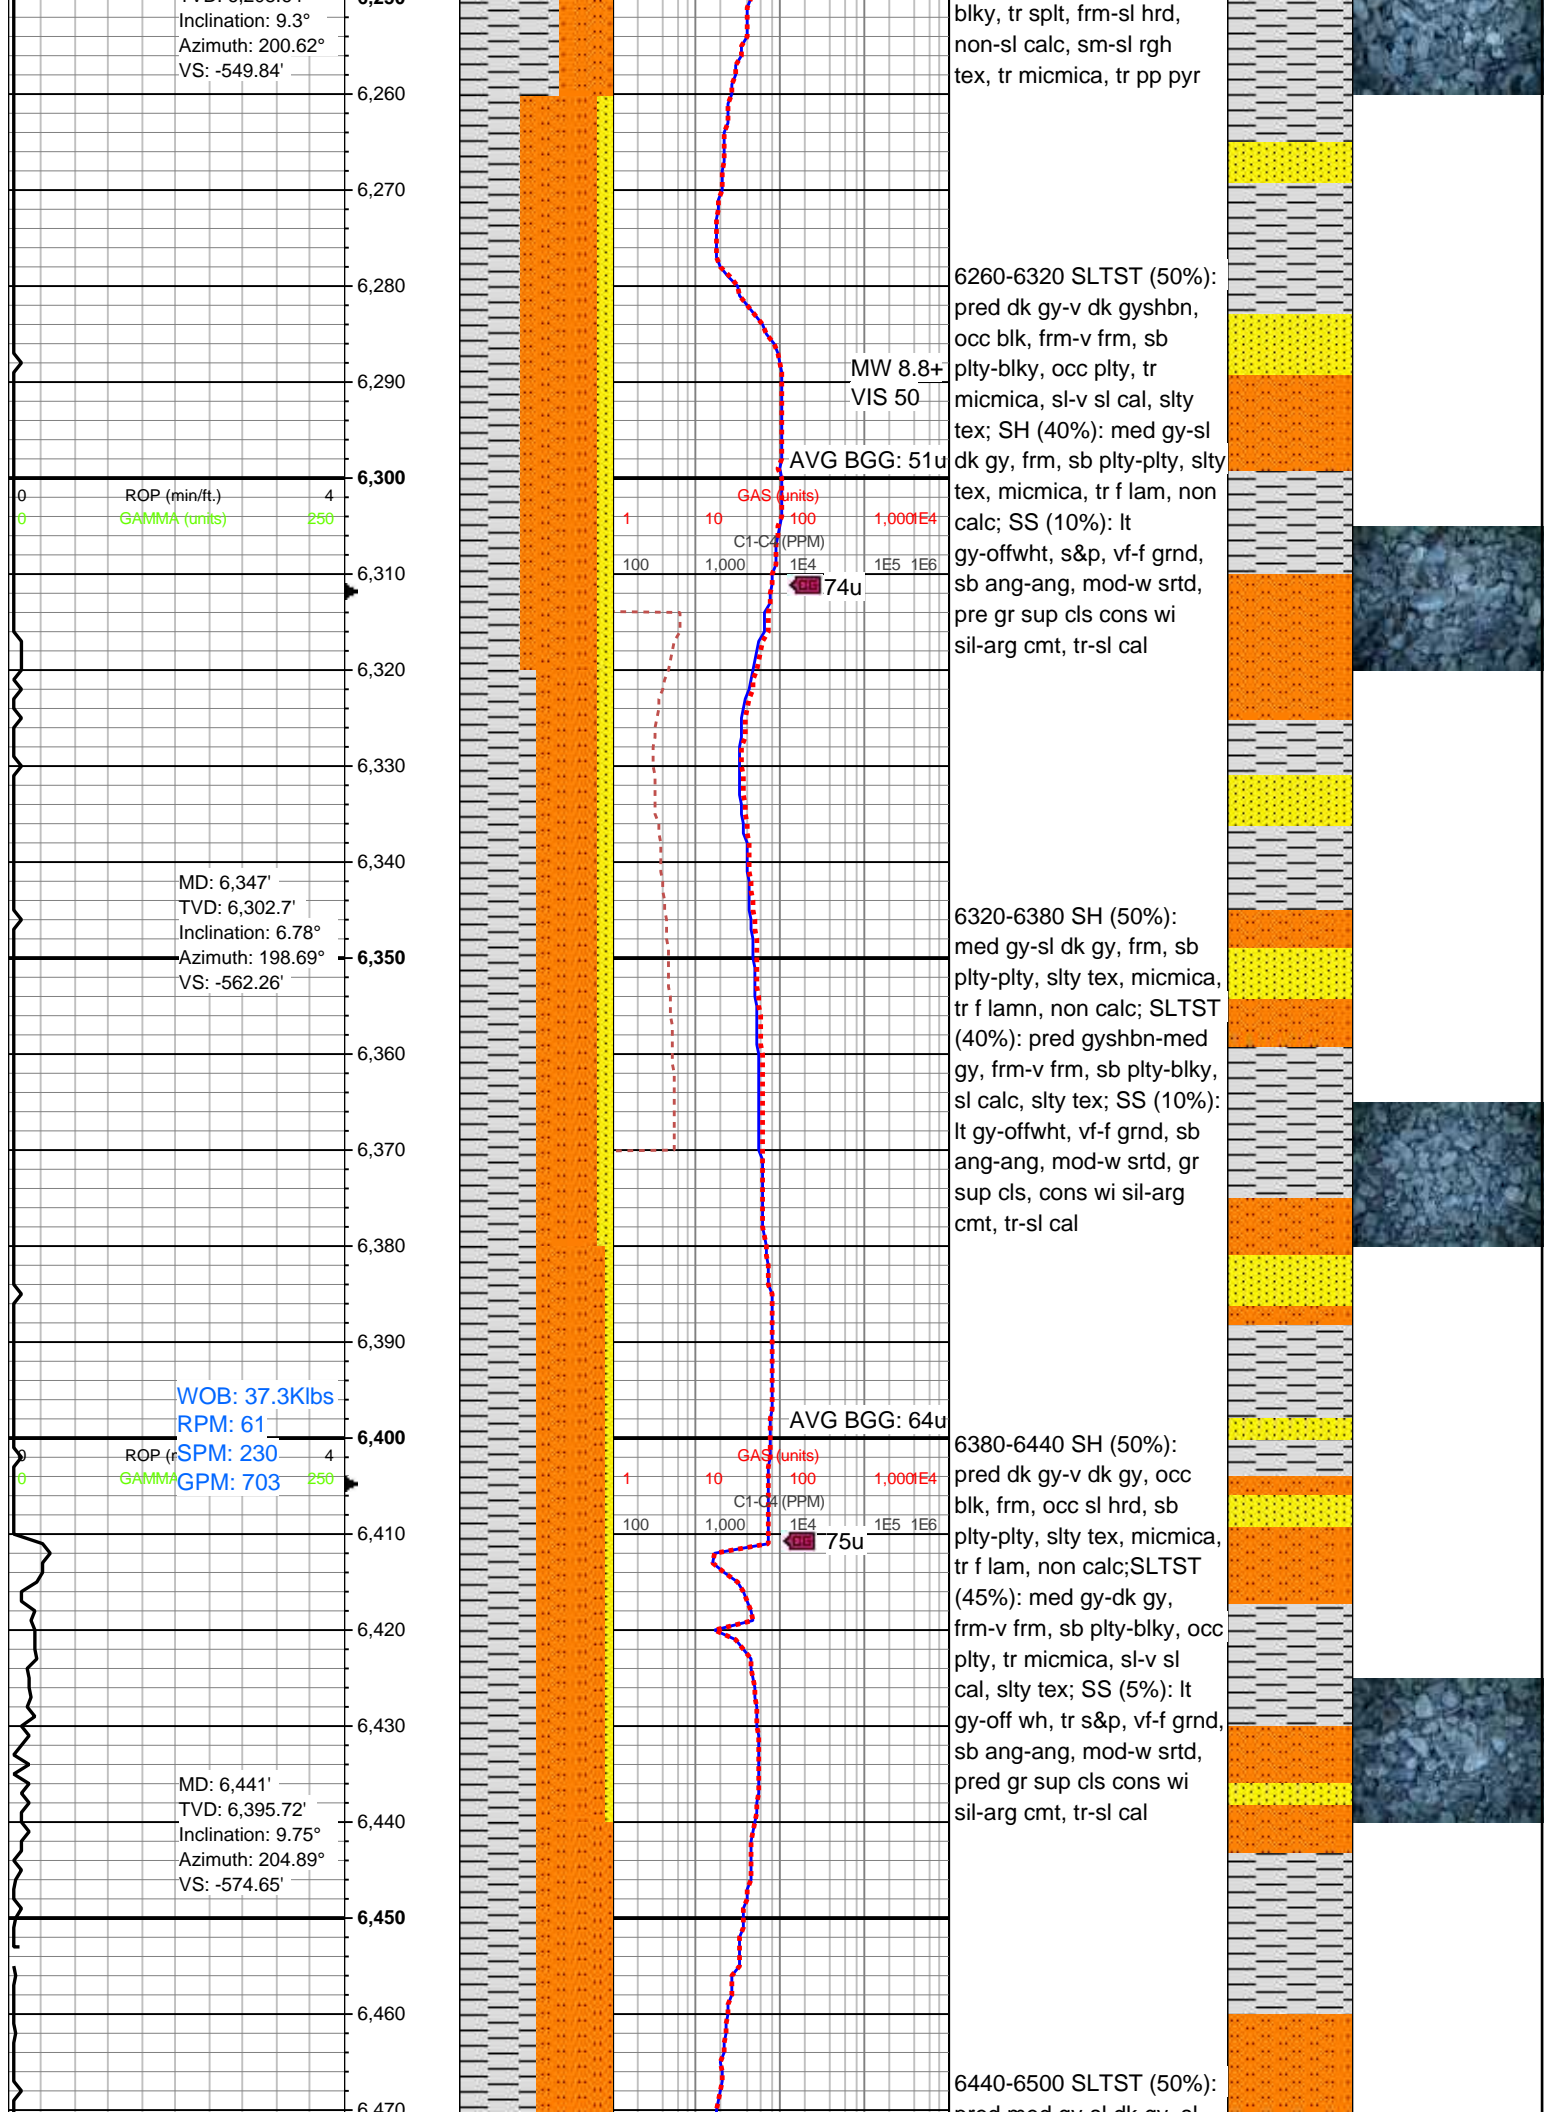 Inclination: 9.3°
Azimuth: 200.62°
VS: -549.84'
blky, tr splt, frm-sl hrd,
non-sl calc, sm-sl rgh
tex, tr micmica, tr pp pyr
6,260
6,270
6,280
6260-6320 SLTST (50%):
pred dk gy-v dk gyshbn,
occ blk, frm-v frm, sb
plty-blky, occ plty, tr
micmica, sl-v sl cal, slty
tex; SH (40%): med gy-sl
dk gy, frm, sb plty-plty, slty
tex, micmica, tr f lam, non
calc; SS (10%): lt
gy-offwht, s&p, vf-f grnd,
sb ang-ang, mod-w srtd,
pre gr sup cls cons wi
sil-arg cmt, tr-sl cal
MW 8.8+
VIS 50
6,290
AVG BGG: 51u
6,300
0 ROP (min/ft.) 4
0 GAMMA (units) 250
GAS (units)
1 10 100 1,000 1E4
C1-C4 (PPM)
100 1,000 1E4 1E5 1E6
6,310
CG 74u
6,320
6,330
6,340
MD: 6,347'
TVD: 6,302.7'
Inclination: 6.78°
Azimuth: 198.69°
VS: -562.26'
6,350
6320-6380 SH (50%):
med gy-sl dk gy, frm, sb
plty-plty, slty tex, micmica,
tr f lamn, non calc; SLTST
(40%): pred gyshbn-med
gy, frm-v frm, sb plty-blky,
sl calc, slty tex; SS (10%):
lt gy-offwht, vf-f grnd, sb
ang-ang, mod-w srtd, gr
sup cls, cons wi sil-arg
cmt, tr-sl cal
6,360
6,370
6,380
6,390
WOB: 37.3Klbs
RPM: 61
SPM: 230
GPM: 703
AVG BGG: 64u
6,400
0 ROP ( 4
0 GAMMA 250
GAS (units)
1 10 100 1,000 1E4
C1-C4 (PPM)
100 1,000 1E4 1E5 1E6
6,410
CG 75u
6380-6440 SH (50%):
pred dk gy-v dk gy, occ
blk, frm, occ sl hrd, sb
plty-plty, slty tex, micmica,
tr f lam, non calc;SLTST
(45%): med gy-dk gy,
frm-v frm, sb plty-blky, occ
plty, tr micmica, sl-v sl
cal, slty tex; SS (5%): lt
gy-off wh, tr s&p, vf-f grnd,
sb ang-ang, mod-w srtd,
pred gr sup cls cons wi
sil-arg cmt, tr-sl cal
6,420
6,430
MD: 6,441'
TVD: 6,395.72'
Inclination: 9.75°
Azimuth: 204.89°
VS: -574.65'
6,440
6,450
6,460
6440-6500 SLTST (50%):
6,470